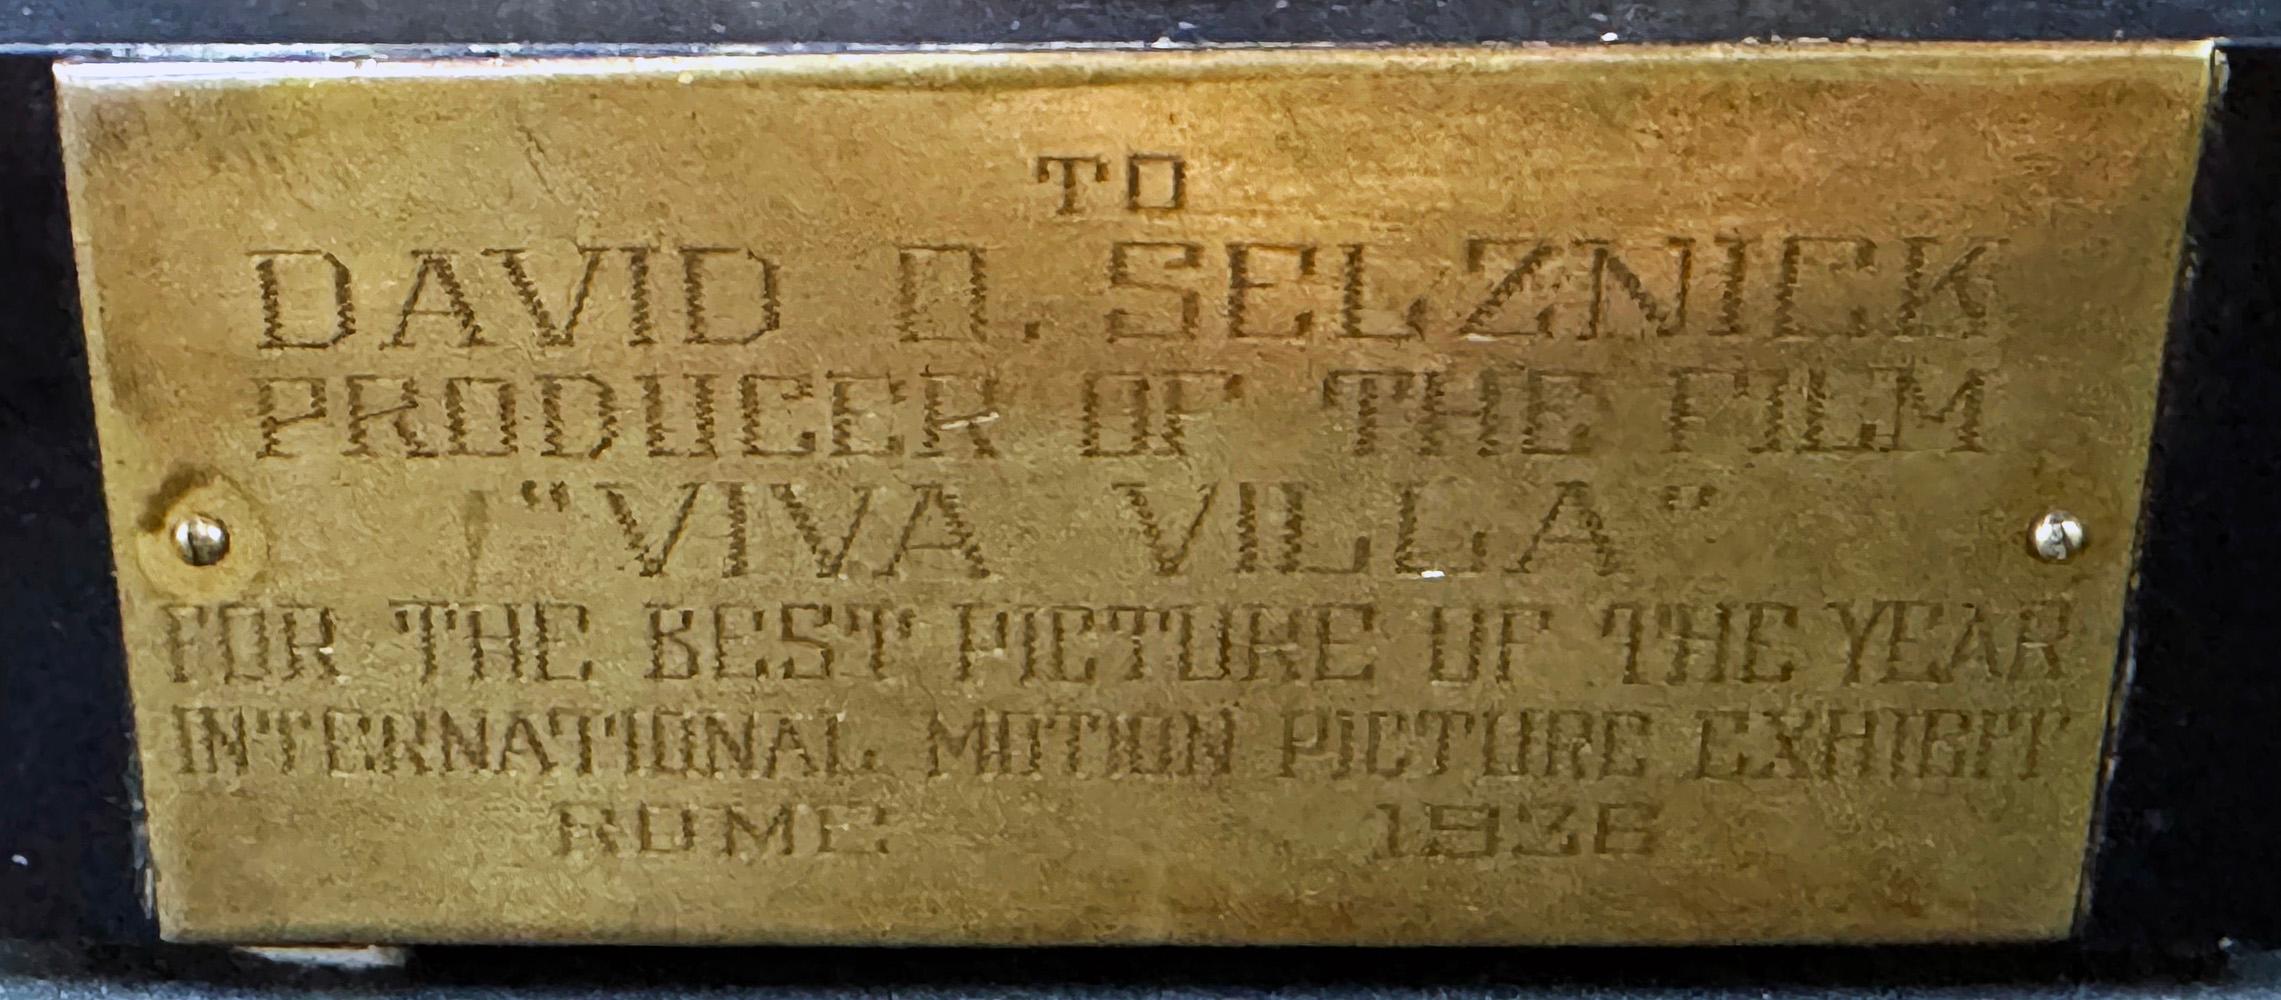 TO
DAVID O. SELZNICK
PRODUCER OF THE FILM
"VIVA VILLA"
FOR THE BEST PICTURE OF THE YEAR
INTERNATIONAL MOTION PICTURE EXHIBIT
ROME 1936